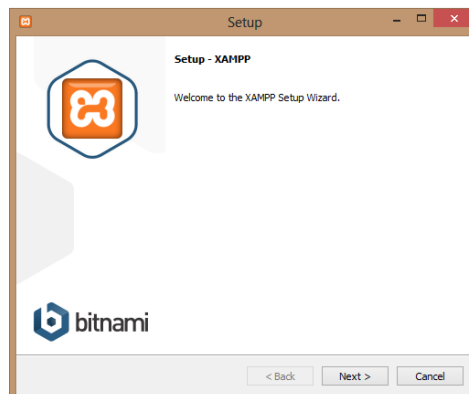 Setup
Setup - XAMPP
Welcome to the XAMPP Setup Wizard.
bitnami
< Back Next > Cancel